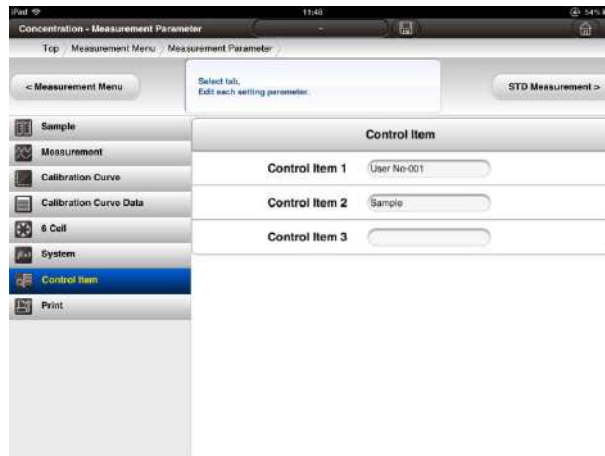 iPad 11:48 54%
Concentration - Measurement Parameter -
Top Measurement Menu Measurement Parameter
< Measurement Menu
Select tab,
Edit each setting parameter.
STD Measurement >
Sample
Measurement
Calibration Curve
Calibration Curve Data
6 Cell
System
Control Item
Print
Control Item
Control Item 1 User No-001
Control Item 2 Sample
Control Item 3